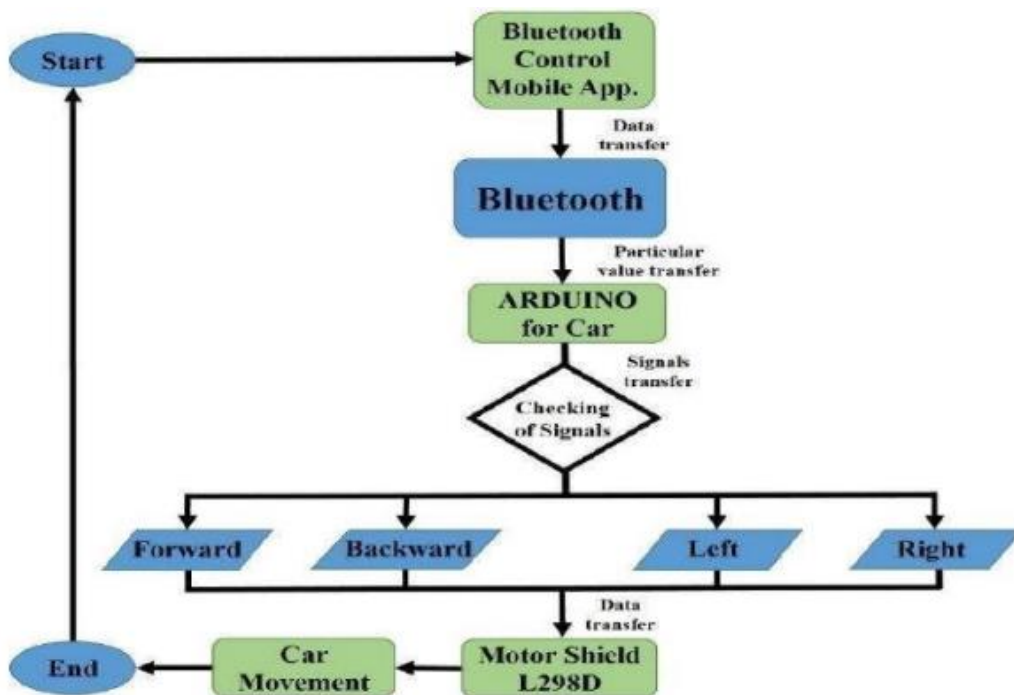 Start
Bluetooth
Control
Mobile App.
Data
transfer
Bluetooth
Particular
value transfer
ARDUINO
for Car
Signals
transfer
Checking
of Signals
Forward
Backward
Left
Right
Data
transfer
End
Car
Movement
Motor Shield
L298D